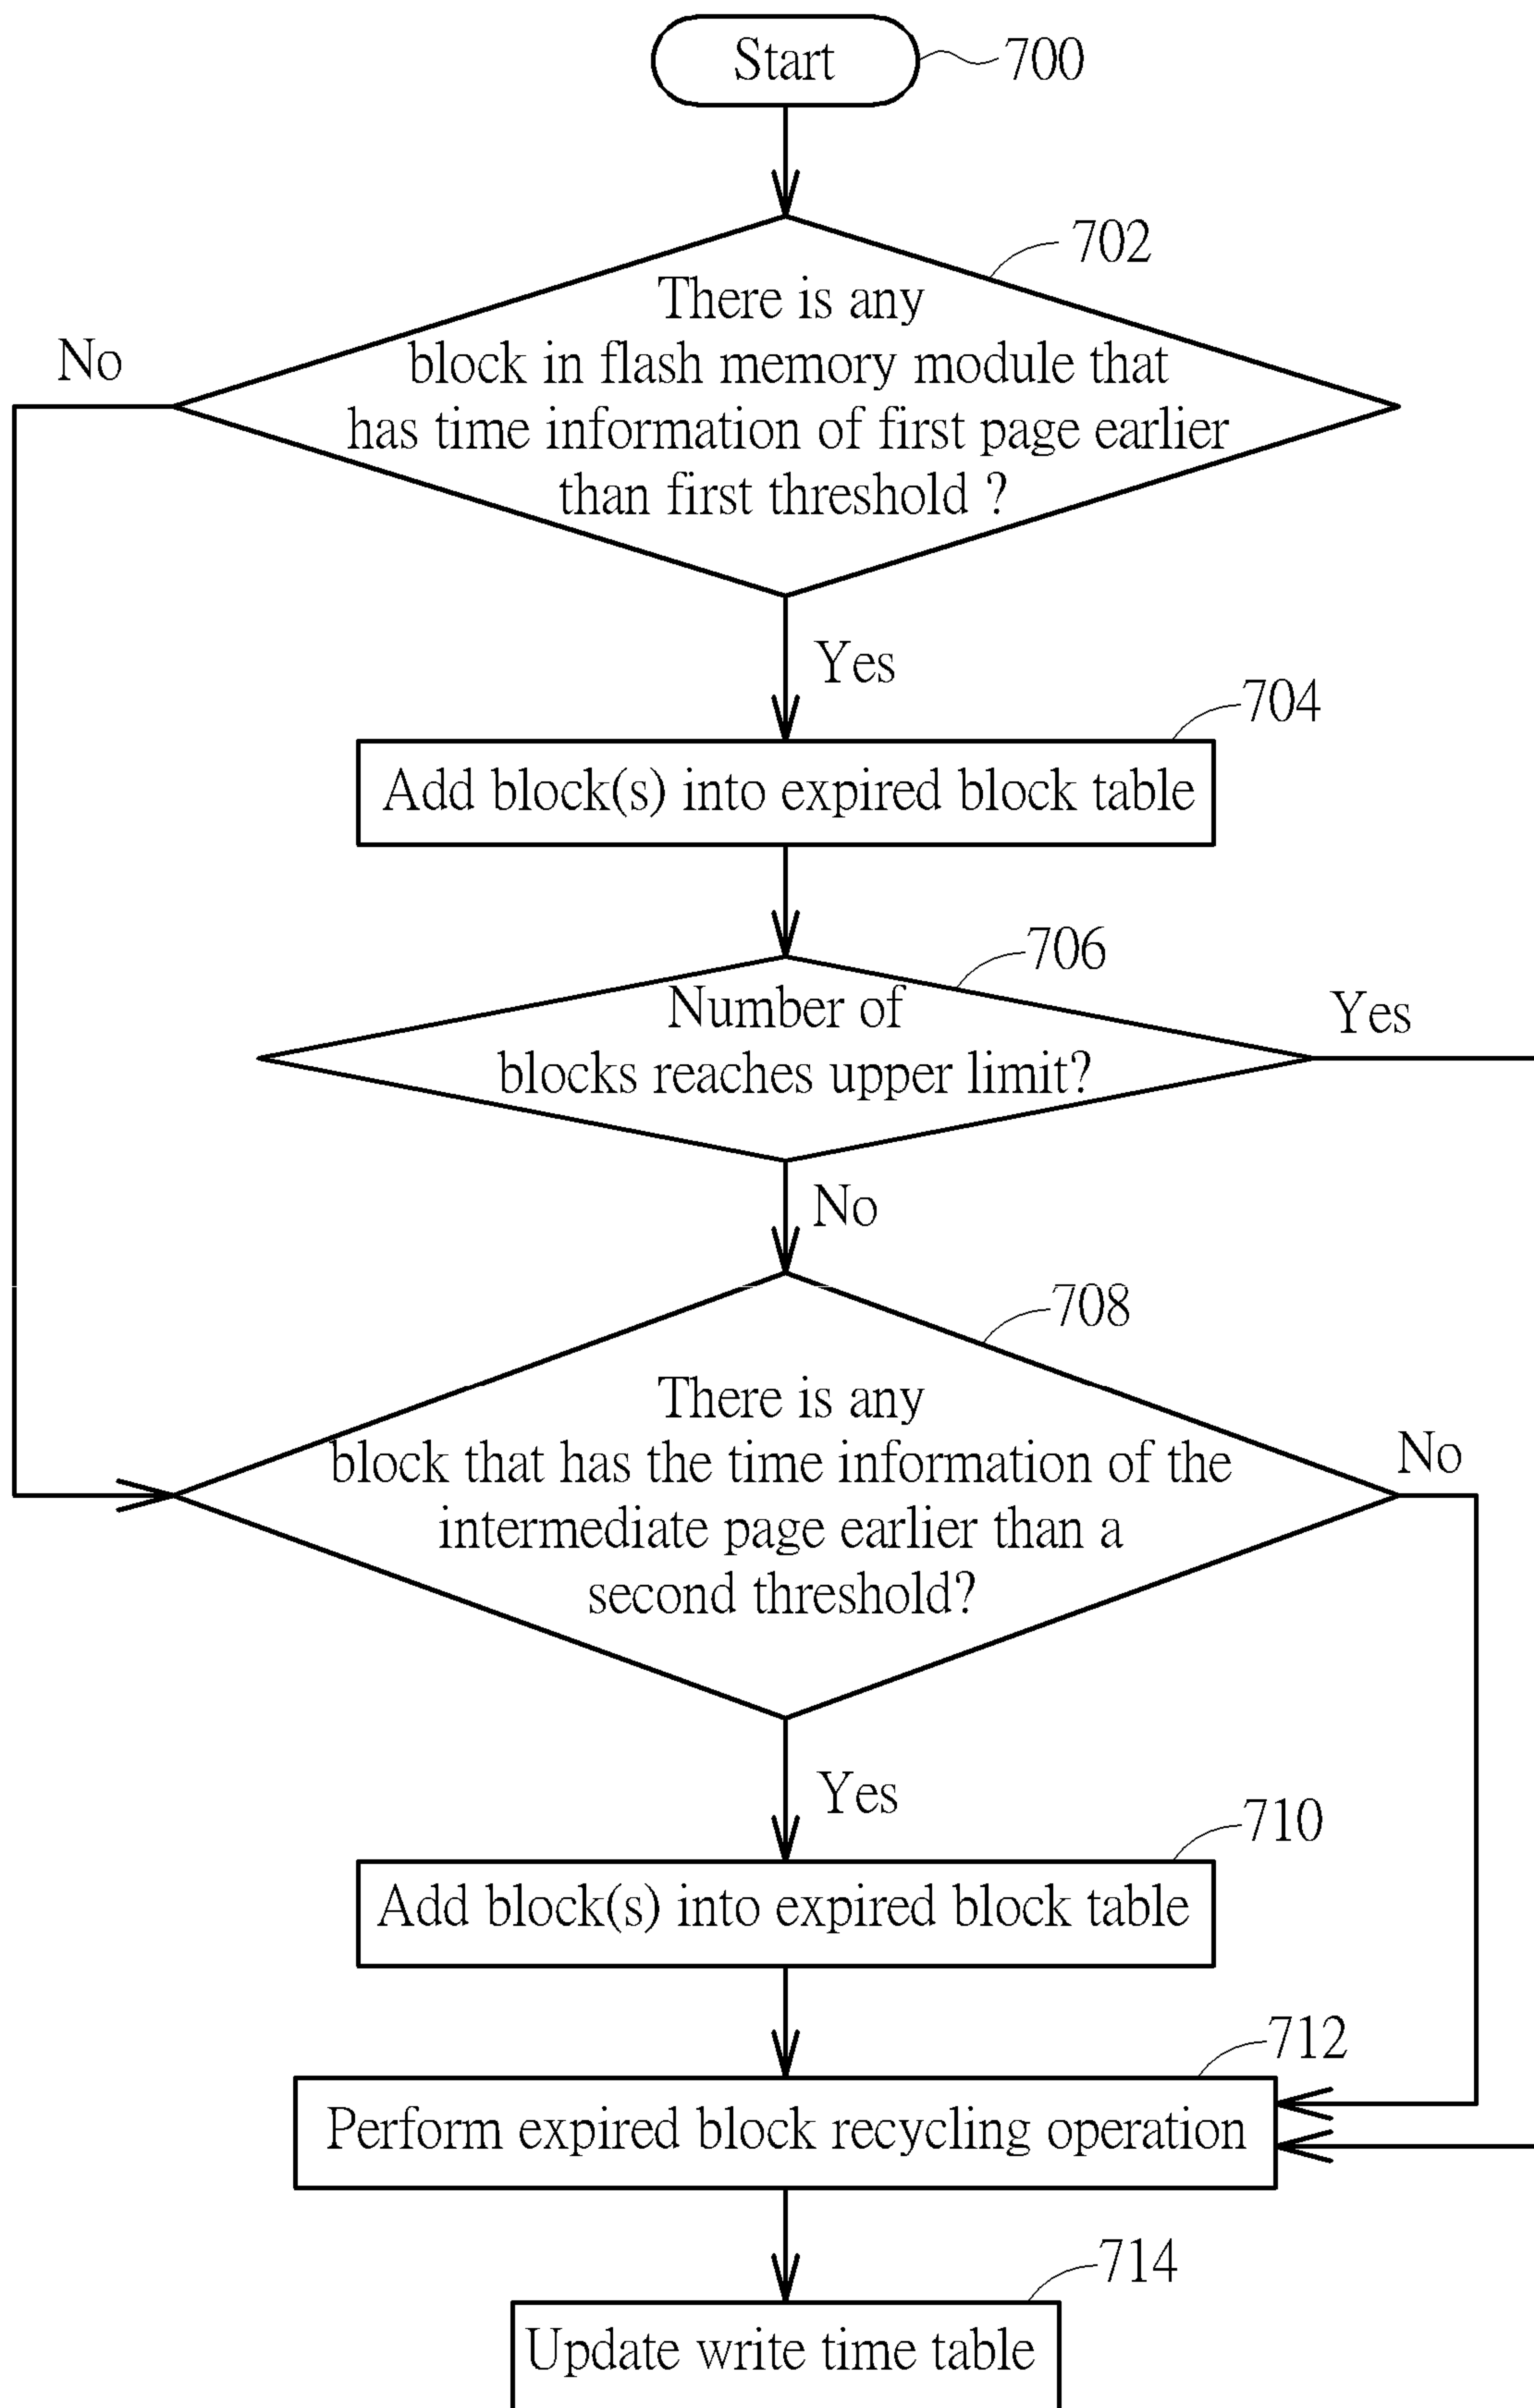 Start
700
702
There is any
block in flash memory module that
has time information of first page earlier
than first threshold ?
No
Yes
704
Add block(s) into expired block table
706
Number of
blocks reaches upper limit?
Yes
No
708
There is any
block that has the time information of the
intermediate page earlier than a
second threshold?
No
Yes
710
Add block(s) into expired block table
712
Perform expired block recycling operation
714
Update write time table